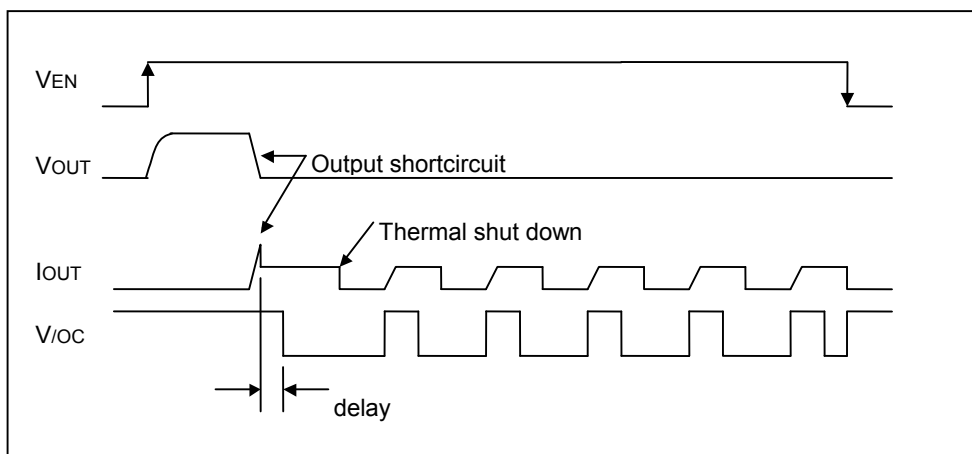 VEN
VOUT
Output shortcircuit
Thermal shut down
IOUT
V/OC
delay